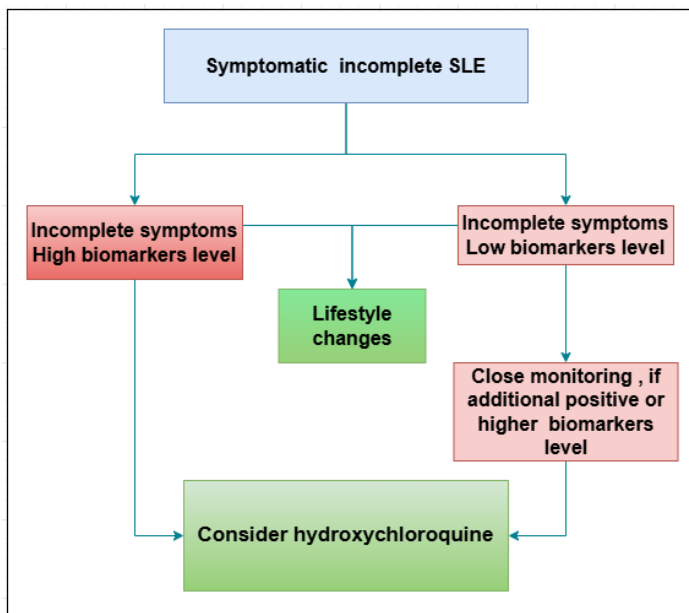 Symptomatic incomplete SLE
Incomplete symptoms
High biomarkers level
Incomplete symptoms
Low biomarkers level
Lifestyle
changes
Close monitoring , if
additional positive or
higher biomarkers
level
Consider hydroxychloroquine